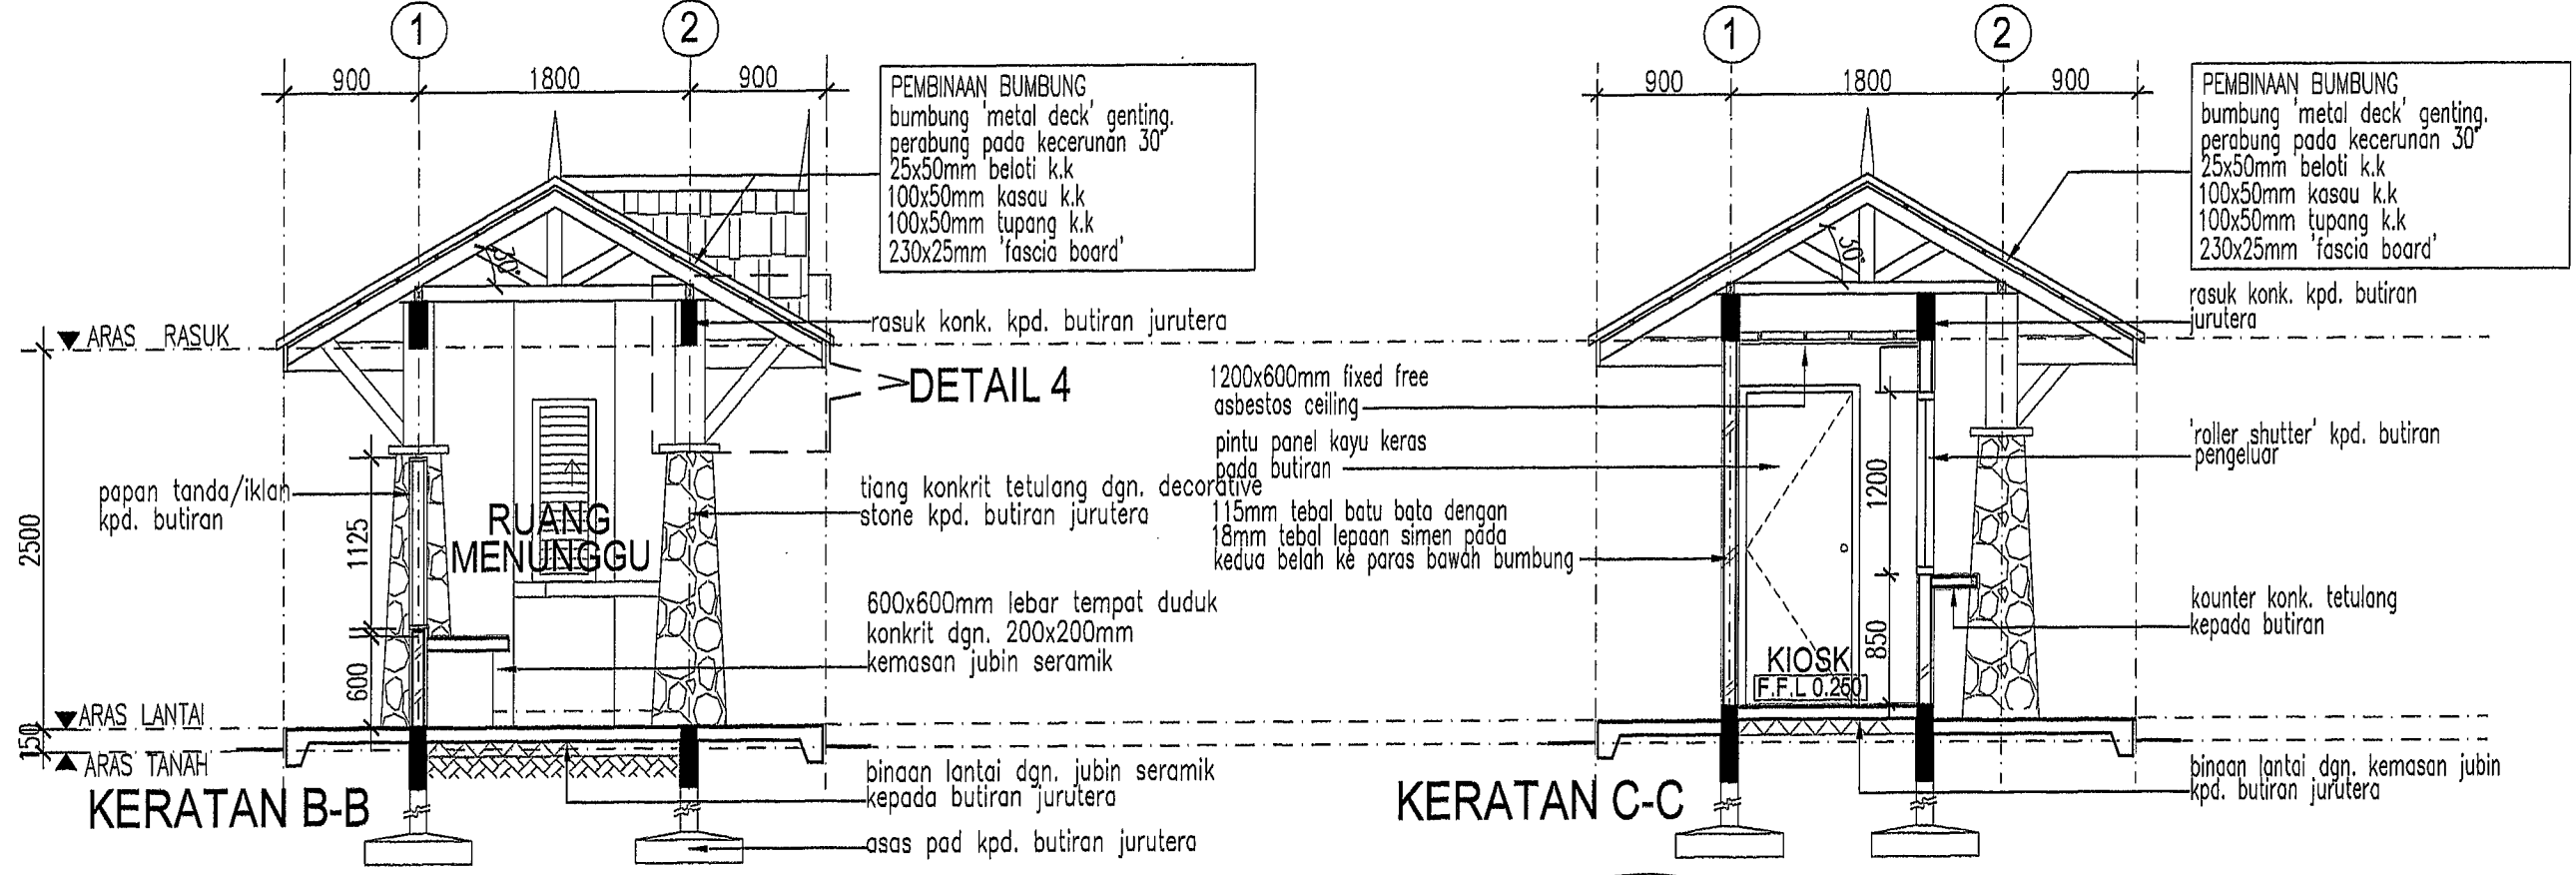 1
2
900
1800
900
PEMBINAAN BUMBUNG
bumbung 'metal deck' genting.
perabung pada kecerunan 30°
25x50mm beloti k.k
100x50mm kasau k.k
100x50mm tupang k.k
230x25mm 'fascia board'
30°
rasuk konk. kpd. butiran jurutera
ARAS RASUK
DETAIL 4
papan tanda/iklan
kpd. butiran
tiang konkrit tetulang dgn. decorative
stone kpd. butiran jurutera
RUANG
MENUNGGU
2500
1125
600
150
600x600mm lebar tempat duduk
konkrit dgn. 200x200mm
kemasan jubin seramik
ARAS LANTAI
ARAS TANAH
binaan lantai dgn. jubin seramik
kepada butiran jurutera
asas pad kpd. butiran jurutera
KERATAN B-B
1
2
900
1800
900
PEMBINAAN BUMBUNG
bumbung 'metal deck' genting.
perabung pada kecerunan 30°
25x50mm beloti k.k
100x50mm kasau k.k
100x50mm tupang k.k
230x25mm 'fascia board'
rasuk konk. kpd. butiran
jurutera
1200x600mm fixed free
asbestos ceiling
pintu panel kayu keras
pada butiran
115mm tebal batu bata dengan
18mm tebal lepaan simen pada
kedua belah ke paras bawah bumbung
'roller shutter' kpd. butiran
pengeluar
1200
850
kounter konk. tetulang
kepada butiran
KIOSK
F.F.L 0.250
binaan lantai dgn. kemasan jubin
kpd. butiran jurutera
KERATAN C-C